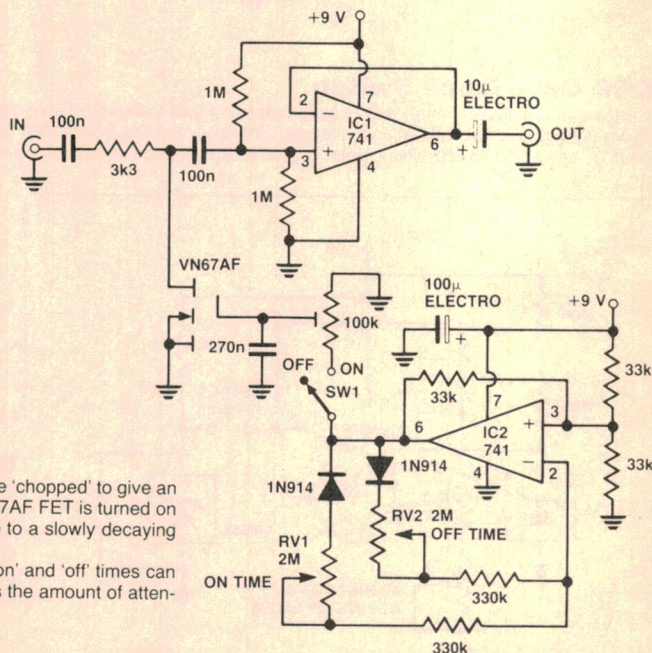 +9 V
1M
10µ
ELECTRO
2
7
IC1
741
IN
100n
6
OUT
3k3
100n
3
4
1M
VN67AF
100µ
ELECTRO
+9 V
100k
270n
OFF
ON
SW1
33k
33k
7
6
3
IC2
741
2
4
1N914
1N914
33k
RV2 2M
OFF TIME
RV1
2M
ON TIME
330k
330k
e 'chopped' to give an
7AF FET is turned on
e to a slowly decaying
on' and 'off' times can
s the amount of atten-